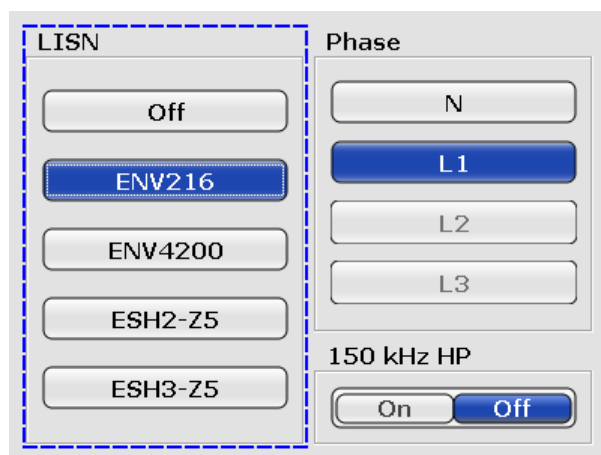 LISN
Off
ENV216
ENV4200
ESH2-Z5
ESH3-Z5
Phase
N
L1
L2
L3
150 kHz HP
On Off